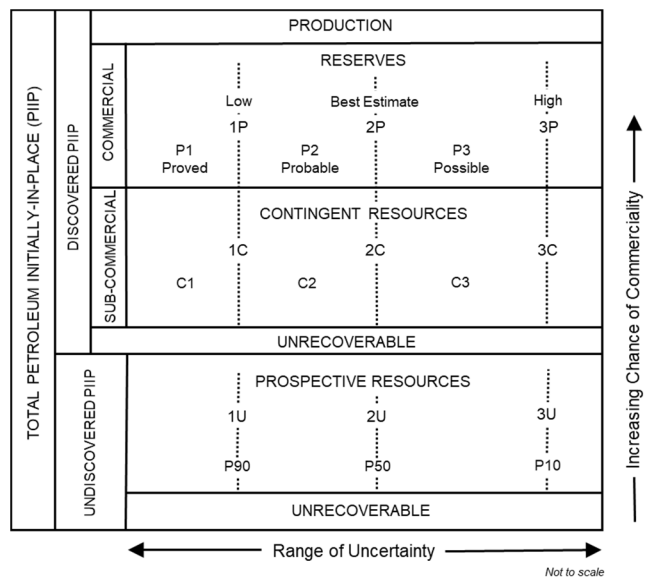 TOTAL PETROLEUM INITIALLY-IN-PLACE (PIIP)
DISCOVERED PIIP
COMMERCIAL
SUB-COMMERCIAL
UNDISCOVERED PIIP
PRODUCTION
RESERVES
Low Best Estimate High
1P 2P 3P
P1 P2 P3
Proved Probable Possible
CONTINGENT RESOURCES
1C 2C 3C
C1 C2 C3
UNRECOVERABLE
PROSPECTIVE RESOURCES
1U 2U 3U
P90 P50 P10
UNRECOVERABLE
Increasing Chance of Commerciality
Range of Uncertainty
Not to scale